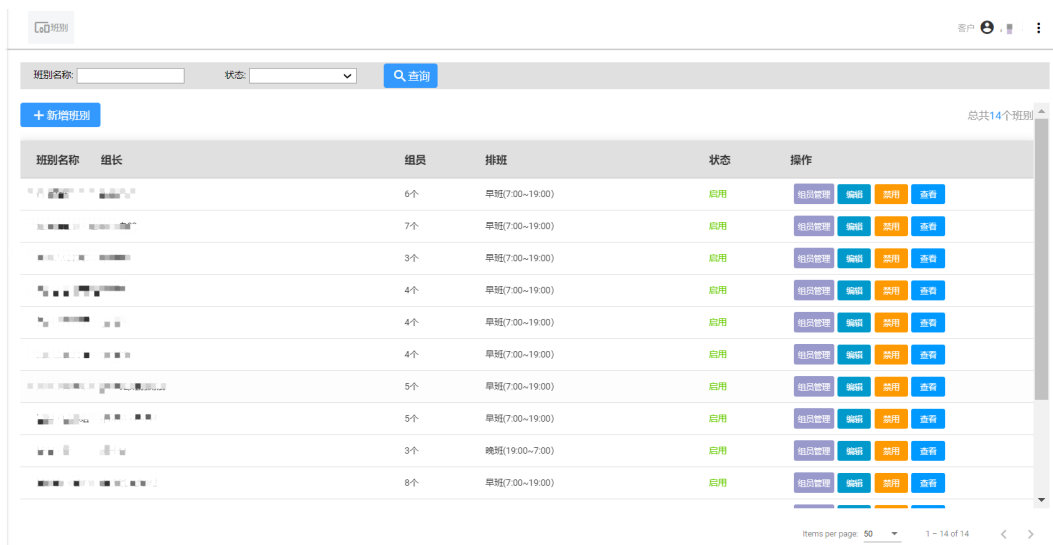 班别
客户
班别名称: 状态: 查询
新增班别 总共14个班别
班别名称 组长 组员 排班 状态 操作
6个 早班(7:00~19:00) 启用 组员管理 编辑 禁用 查看
7个 早班(7:00~19:00) 启用 组员管理 编辑 禁用 查看
3个 早班(7:00~19:00) 启用 组员管理 编辑 禁用 查看
4个 早班(7:00~19:00) 启用 组员管理 编辑 禁用 查看
4个 早班(7:00~19:00) 启用 组员管理 编辑 禁用 查看
4个 早班(7:00~19:00) 启用 组员管理 编辑 禁用 查看
5个 早班(7:00~19:00) 启用 组员管理 编辑 禁用 查看
5个 早班(7:00~19:00) 启用 组员管理 编辑 禁用 查看
3个 晚班(19:00~7:00) 启用 组员管理 编辑 禁用 查看
8个 早班(7:00~19:00) 启用 组员管理 编辑 禁用 查看
Items per page: 50 1 – 14 of 14